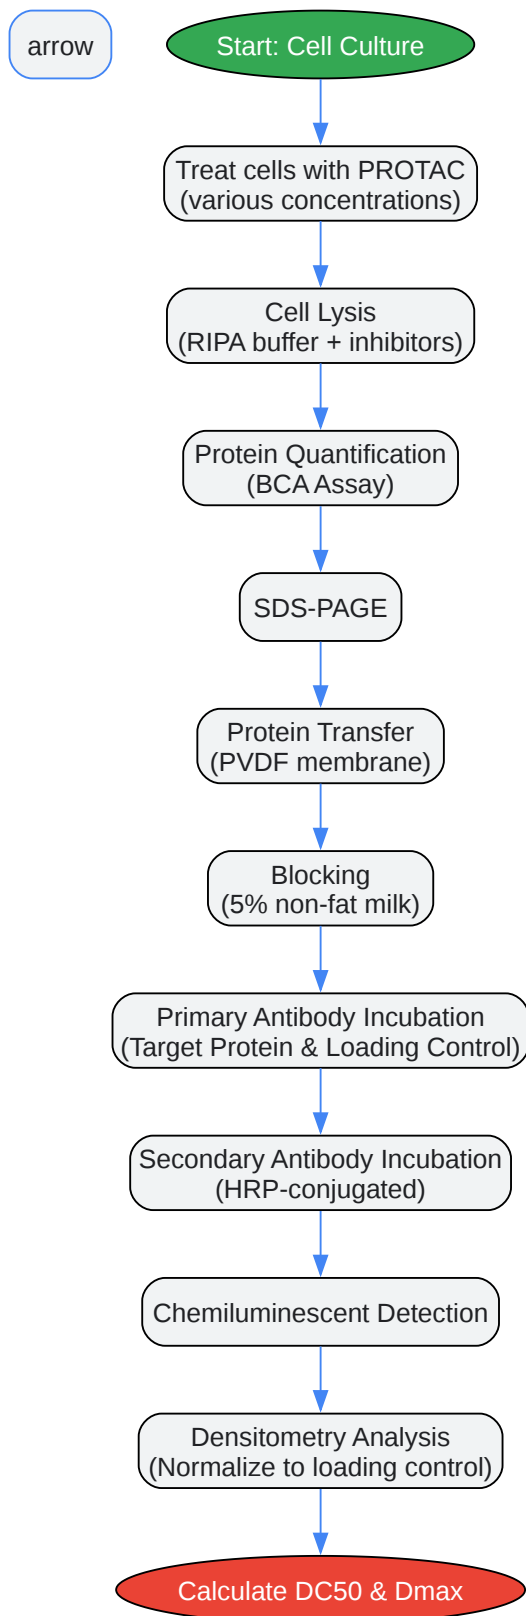 arrow
Start: Cell Culture
Treat cells with PROTAC
(various concentrations)
Cell Lysis
(RIPA buffer + inhibitors)
Protein Quantification
(BCA Assay)
SDS-PAGE
Protein Transfer
(PVDF membrane)
Blocking
(5% non-fat milk)
Primary Antibody Incubation
(Target Protein & Loading Control)
Secondary Antibody Incubation
(HRP-conjugated)
Chemiluminescent Detection
Densitometry Analysis
(Normalize to loading control)
Calculate DC50 & Dmax